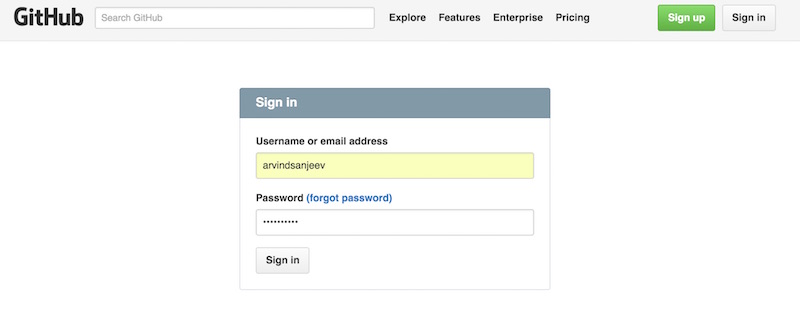 GitHub Search GitHub Explore Features Enterprise Pricing Sign up Sign in
Sign in
Username or email address
arvindsanjeev
Password (forgot password)
••••••••••
Sign in